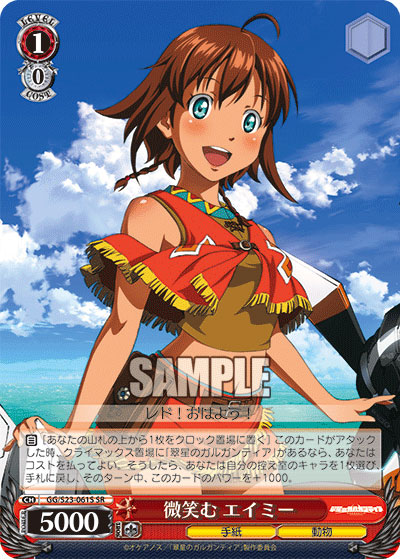 LEVEL
1
0
COST
SAMPLE
レド！おはよう！
自 ［あなたの山札の上から1枚をクロック置場に置く］ このカードがアタック
した時、クライマックス置場に「翠星のガルガンティア」があるなら、あなたは
コストを払ってよい。そうしたら、あなたは自分の控え室のキャラを1枚選び、
手札に戻し、そのターン中、このカードのパワーを＋1000。
CH
GG/S23-061S SR
5000
微笑む エイミー
手紙
動物
©オケアノス／「翠星のガルガンティア」製作委員会